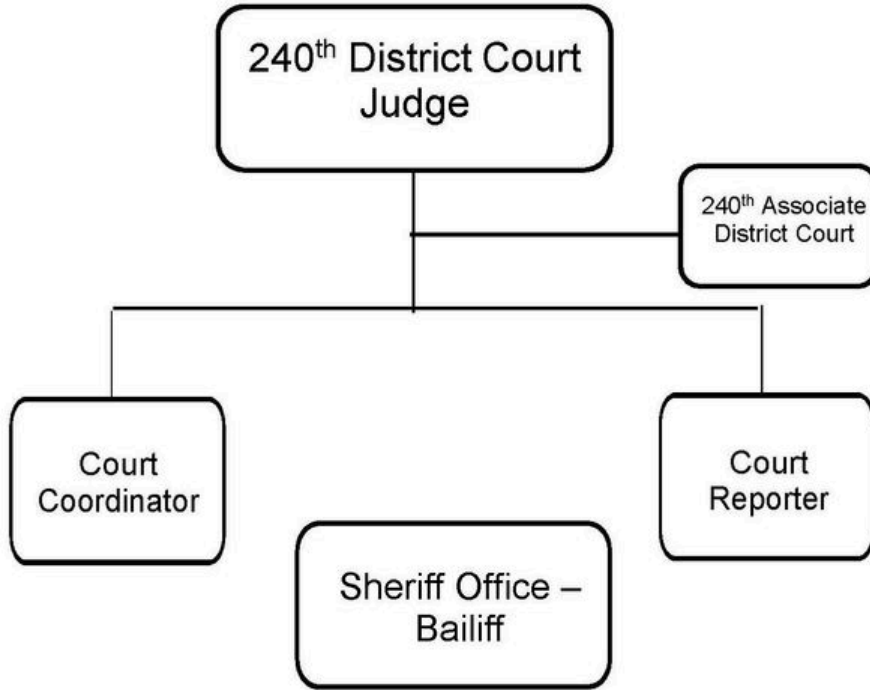 240th District Court
Judge
240th Associate
District Court
Court
Coordinator
Court
Reporter
Sheriff Office –
Bailiff